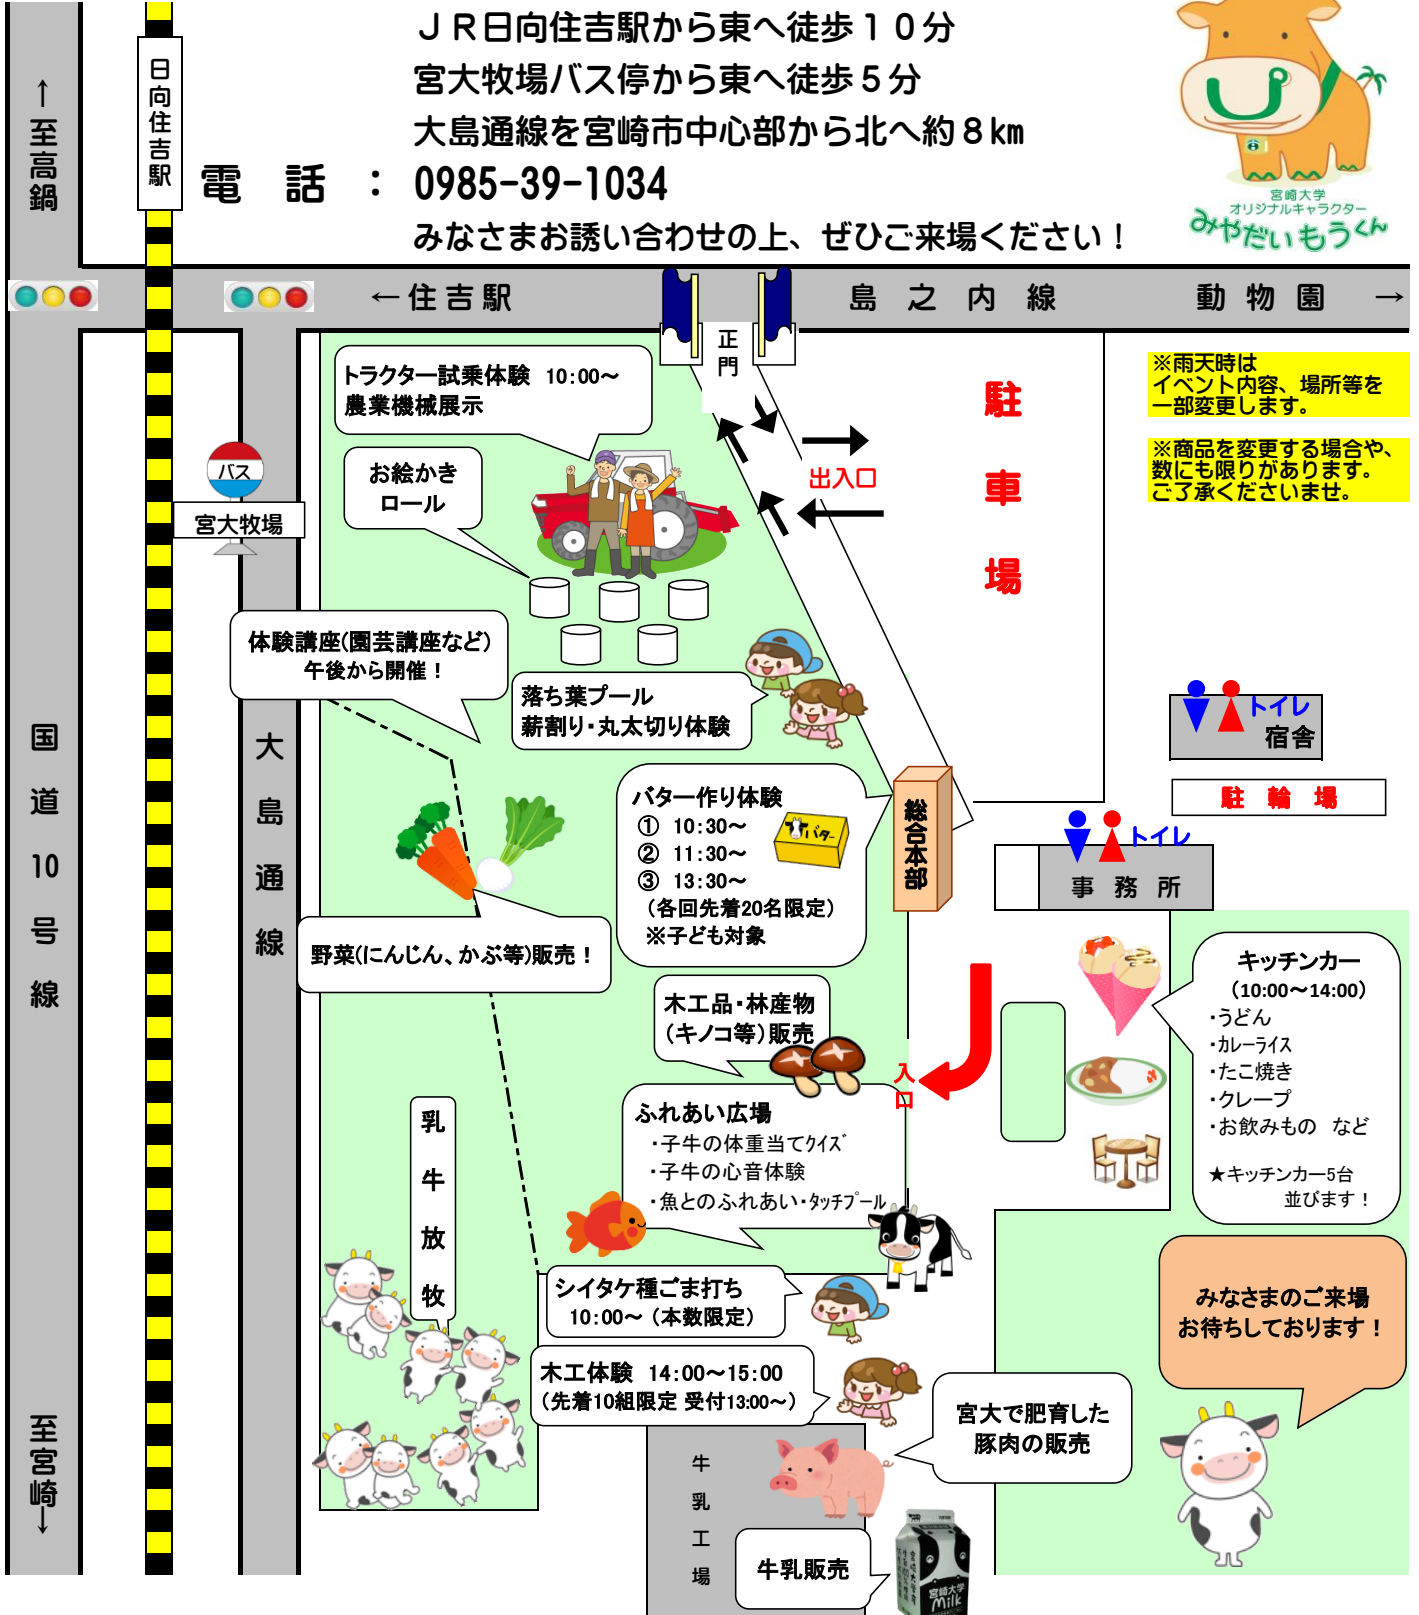 ＪＲ日向住吉駅から東へ徒歩１０分
宮大牧場バス停から東へ徒歩５分
大島通線を宮崎市中心部から北へ約８km
電　話　：　0985-39-1034
みなさまお誘い合わせの上、ぜひご来場ください！
宮崎大学
オリジナルキャラクター
みやだいもうくん
↑至高鍋
日向住吉駅
←住吉駅
島之内線
動物園　→
正門
※雨天時は
イベント内容、場所等を
一部変更します。
※商品を変更する場合や、
数にも限りがあります。
ご了承くださいませ。
トラクター試乗体験　10:00～
農業機械展示
お絵かき
ロール
バス
宮大牧場
出入口
駐車場
体験講座(園芸講座など)
午後から開催！
落ち葉プール
薪割り・丸太切り体験
国道10号線
大島通線
トイレ
宿舎
駐輪場
バター作り体験
①　10:30～
②　11:30～
③　13:30～
（各回先着20名限定）
※子ども対象
バター
総合本部
トイレ
事務所
野菜(にんじん、かぶ等)販売！
木工品・林産物
（キノコ等）販売
入口
キッチンカー
（10:00～14:00）
・うどん
・カレーライス
・たこ焼き
・クレープ
・お飲みもの　など
★キッチンカー5台
並びます！
ふれあい広場
・子牛の体重当てクイズ
・子牛の心音体験
・魚とのふれあい・タッチプール
乳牛放牧
シイタケ種ごま打ち
10:00～（本数限定）
木工体験　14:00～15:00
（先着10組限定 受付13:00～）
みなさまのご来場
お待ちしております！
至宮崎↓
宮大で肥育した
豚肉の販売
牛乳工場
牛乳販売
宮崎大学
Milk